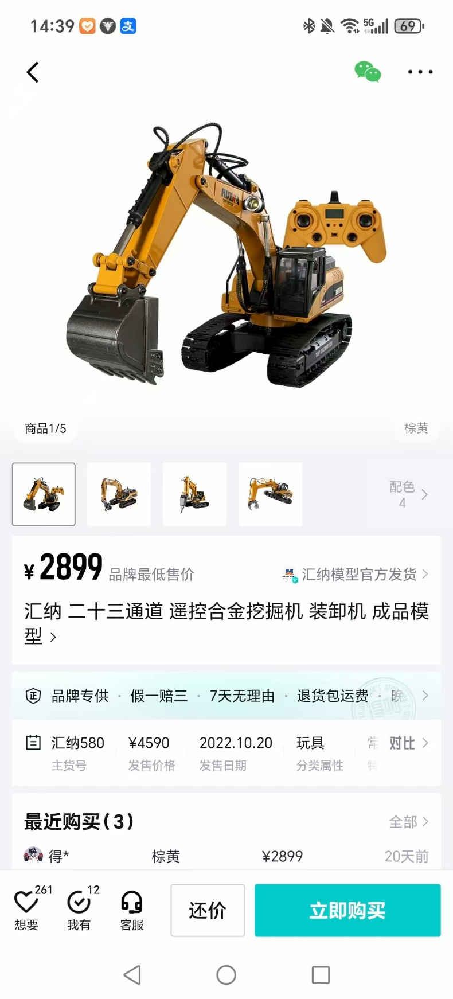 14:39
5G
69
HUINA
TOP EXCAVATOR
商品1/5
棕黄
配色
4
¥2899 品牌最低售价
汇纳模型官方发货
汇纳 二十三通道 遥控合金挖掘机 装卸机 成品模
型
正 品牌专供 · 假一赔三 · 7天无理由 · 退货包运费 · 晚
汇纳580 ¥4590 2022.10.20 玩具 常 对比
主货号 发售价格 发售日期 分类属性 特
最近购买(3)
全部
得* 棕黄 ¥2899 20天前
261
12
想要 我有 客服
还价
立即购买